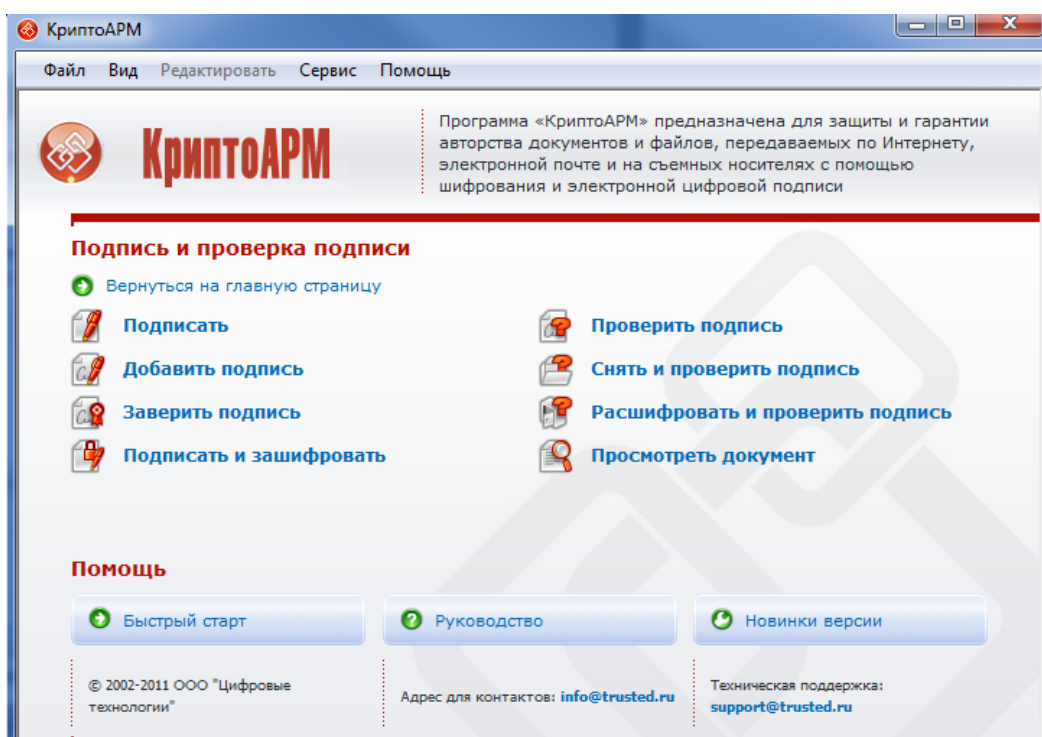 КриптоАРМ
Файл Вид Редактировать Сервис Помощь
КриптоАРМ
Программа «КриптоАРМ» предназначена для защиты и гарантии
авторства документов и файлов, передаваемых по Интернету,
электронной почте и на съемных носителях с помощью
шифрования и электронной цифровой подписи
Подпись и проверка подписи
Вернуться на главную страницу
Подписать
Проверить подпись
Добавить подпись
Снять и проверить подпись
Заверить подпись
Расшифровать и проверить подпись
Подписать и зашифровать
Просмотреть документ
Помощь
Быстрый старт
Руководство
Новинки версии
© 2002-2011 ООО "Цифровые
технологии"
Адрес для контактов: info@trusted.ru
Техническая поддержка:
support@trusted.ru